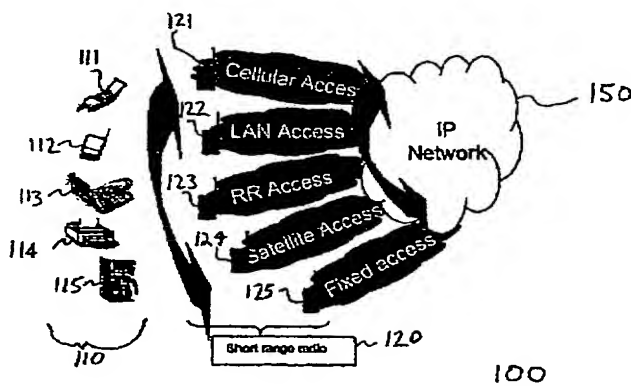 121
Cellular Acces
111
122
LAN Access
150
IP
Network
112
123
RR Access
113
124
Satellite Access
114
125
Fixed access
115
110
Short range radio
120
100